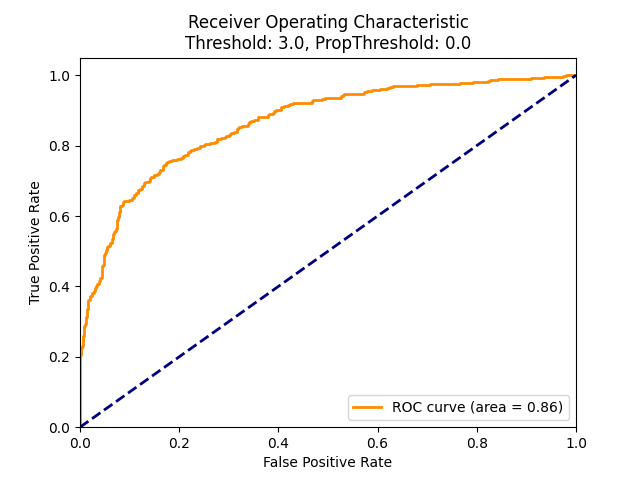 Receiver Operating Characteristic
Threshold: 3.0, PropThreshold: 0.0
1.0
0.8
0.6
0.4
0.2
0.0
True Positive Rate
ROC curve (area = 0.86)
0.0 0.2 0.4 0.6 0.8 1.0
False Positive Rate